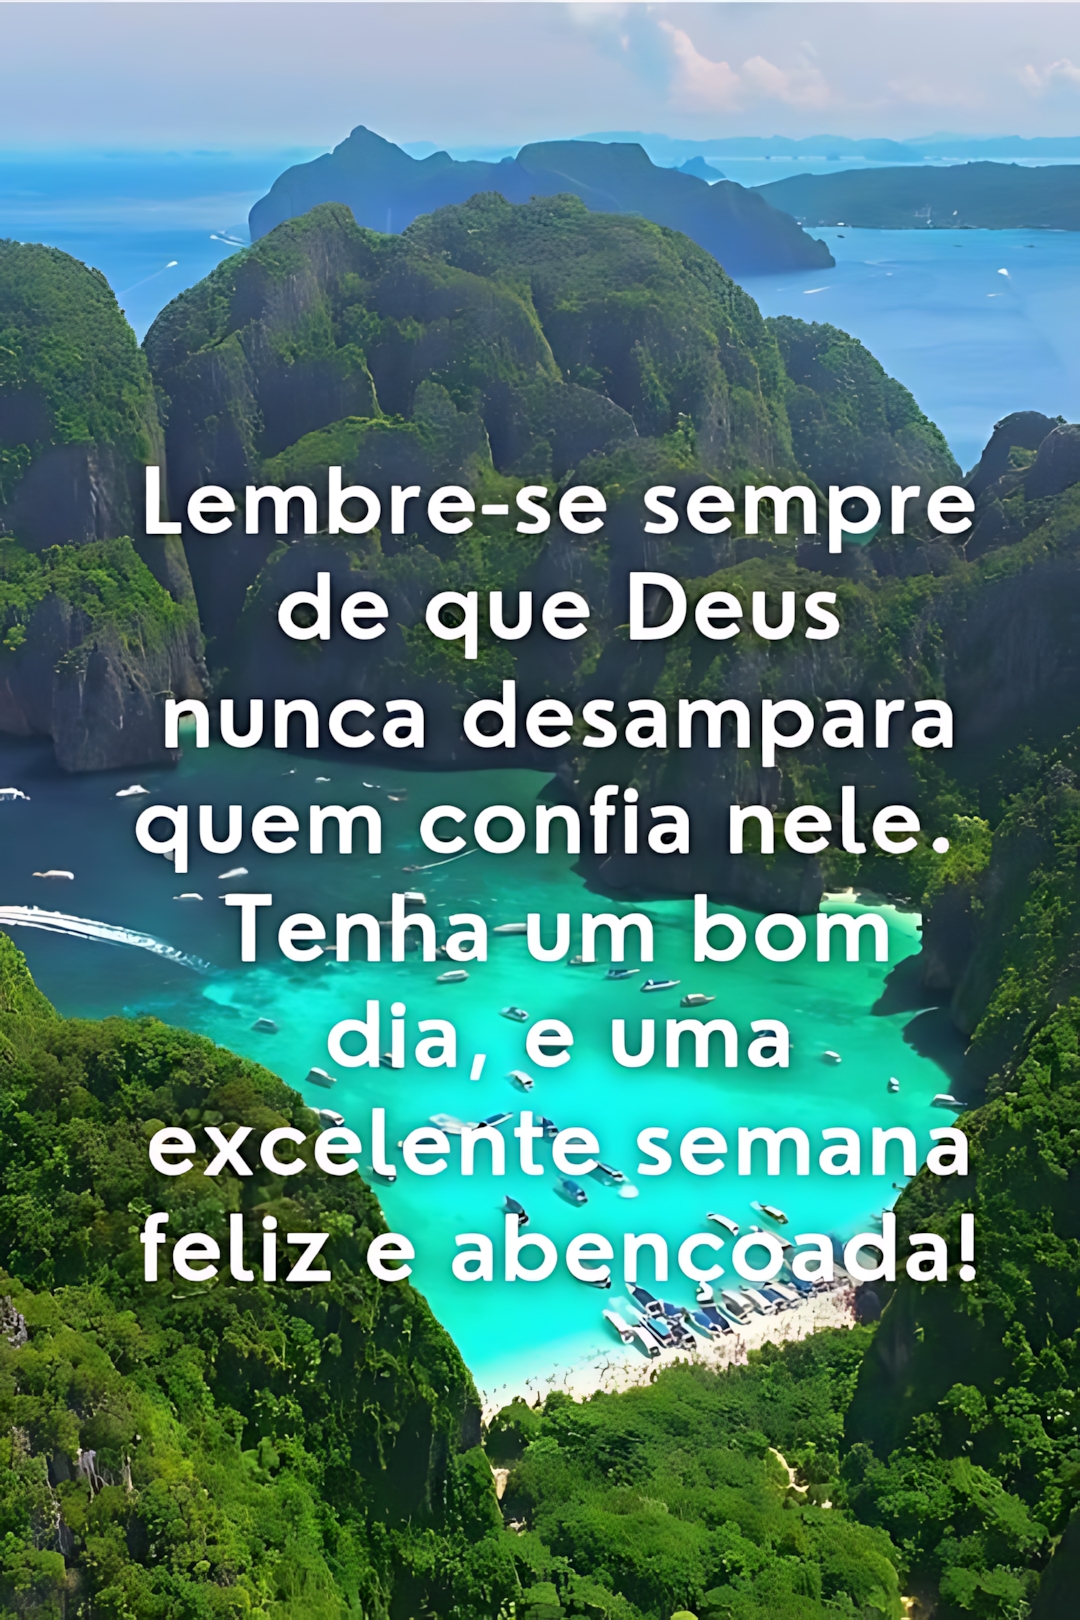 Lembre-se sempre
de que Deus
nunca desampara
quem confia nele.
Tenha um bom
dia, e uma
excelente semana
feliz e abençoada!